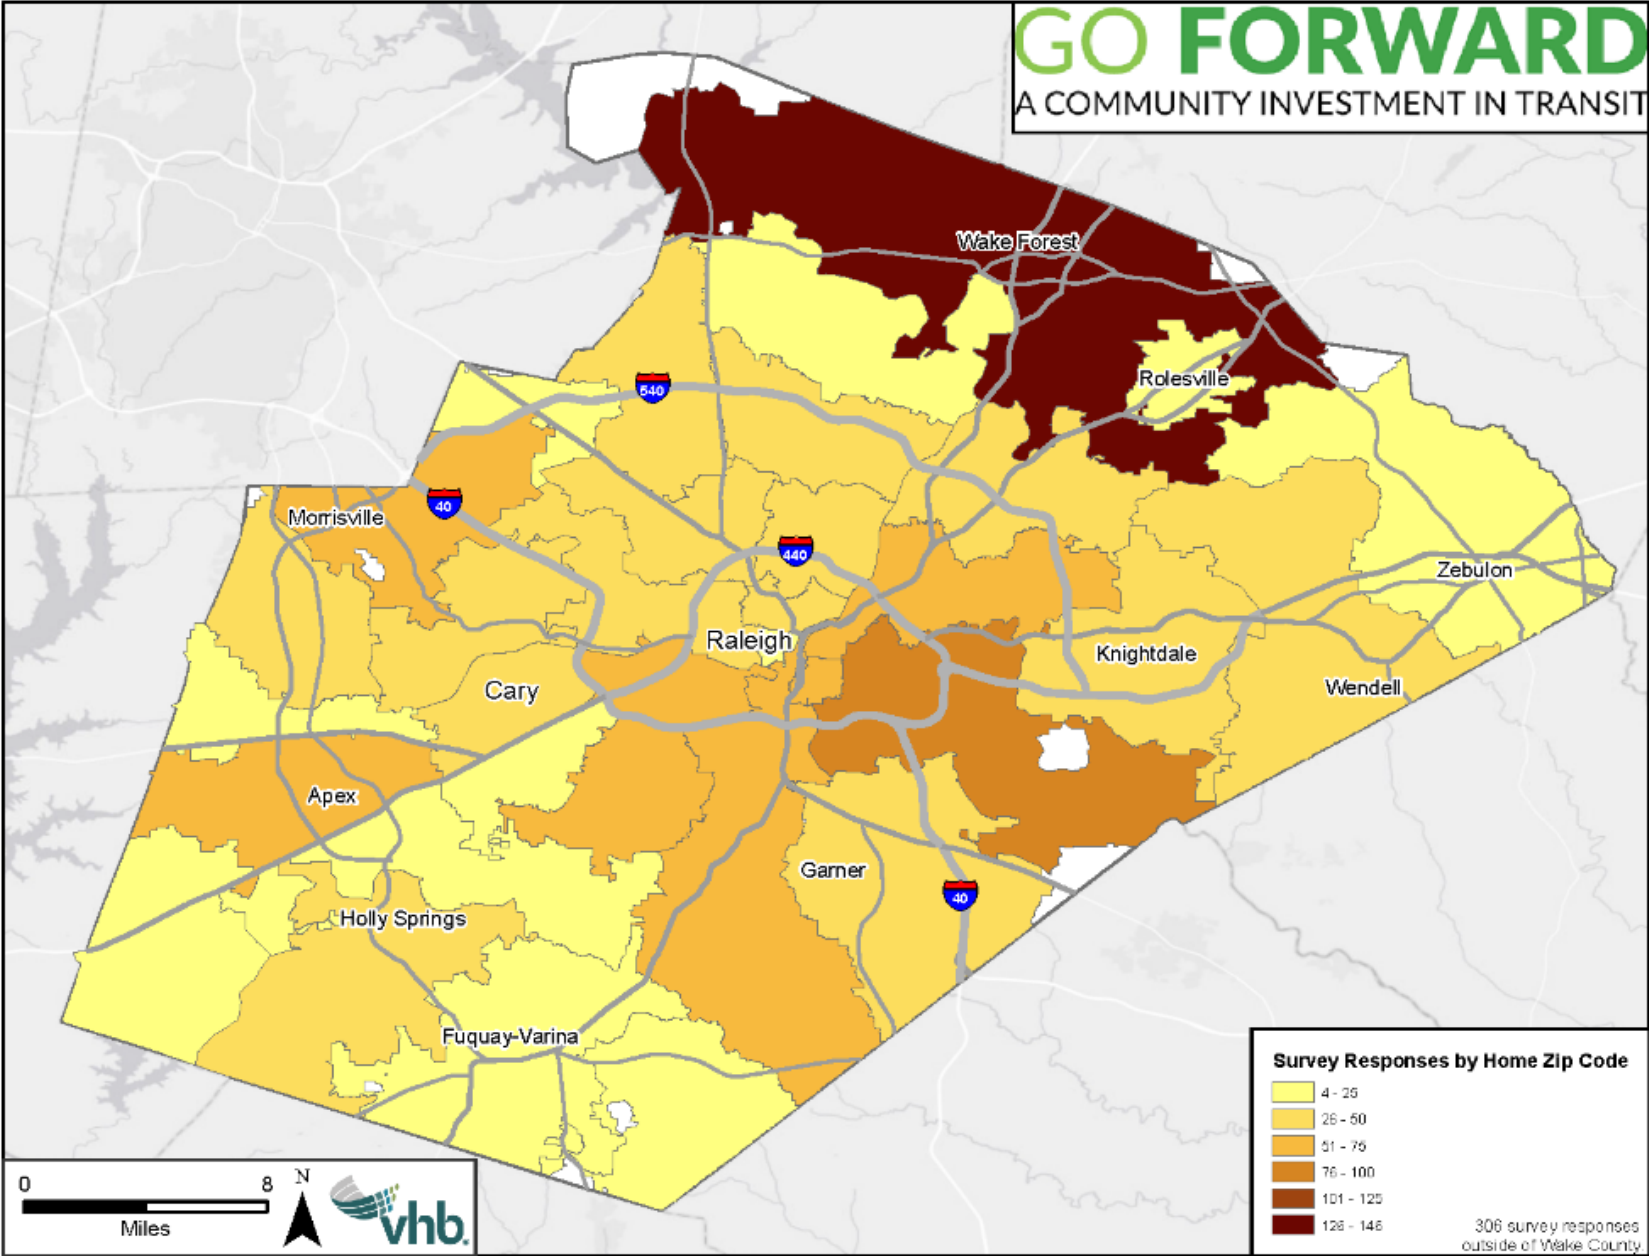 GO FORWARD
A COMMUNITY INVESTMENT IN TRANSIT
Wake Forest
Rolesville
540
40
Morrisville
440
Zebulon
Raleigh
Knightdale
Cary
Wendell
Apex
Garner
40
Holly Springs
Fuquay-Varina
Survey Responses by Home Zip Code
4 - 25
26 - 50
51 - 75
76 - 100
101 - 125
126 - 146
306 survey responses
outside of Wake County
0 8
Miles
N
vhb.